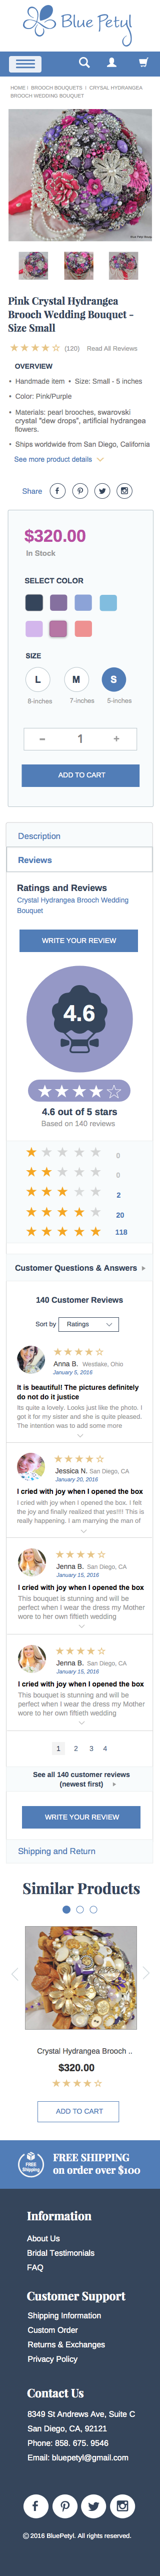 Blue Petyl
HOME / BROOCH BOUQUETS / CRYSAL HYDRANGEA
BROOCH WEDDING BOUQUET
Pink Crystal Hydrangea
Brooch Wedding Bouquet -
Size Small
(120) Read All Reviews
OVERVIEW
• Handmade item • Size: Small - 5 inches
• Color: Pink/Purple
• Materials: pearl brooches, swarovski
crystal "dew drops", artificial hydrangea
flowers.
• Ships worldwide from San Diego, California
See more product details
Share
$320.00
In Stock
SELECT COLOR
SIZE
L M S
8-inches 7-inches 5-inches
− 1 +
ADD TO CART
Description
Reviews
Ratings and Reviews
Crystal Hydrangea Brooch Wedding
Bouquet
WRITE YOUR REVIEW
4.6
4.6 out of 5 stars
Based on 140 reviews
0
0
2
20
118
Customer Questions & Answers
140 Customer Reviews
Sort by Ratings
Anna B. Westlake, Ohio
January 5, 2016
It is beautiful! The pictures definitely
do not do it justice
Its quite a lovely. Looks just like the photo. I
got it for my sister and she is quite pleased.
The intention was to add some more
Jessica N. San Diego, CA
January 20, 2016
I cried with joy when I opened the box
I cried with joy when I opened the box. I felt
the joy and finally realized that yes!!!! This is
really happening. I am marrying the man of
Jenna B. San Diego, CA
January 15, 2016
I cried with joy when I opened the box
This bouquet is stunning and will be
perfect when I wear the dress my Mother
wore to her own fiftieth wedding
Jenna B. San Diego, CA
January 15, 2016
I cried with joy when I opened the box
This bouquet is stunning and will be
perfect when I wear the dress my Mother
wore to her own fiftieth wedding
1 2 3 4
See all 140 customer reviews
(newest first)
WRITE YOUR REVIEW
Shipping and Return
Similar Products
Crystal Hydrangea Brooch ..
$320.00
ADD TO CART
FREE
Shipping
FREE SHIPPING
on order over $100
Information
About Us
Bridal Testimonials
FAQ
Customer Support
Shipping Information
Custom Order
Returns & Exchanges
Privacy Policy
Contact Us
8349 St Andrews Ave, Suite C
San Diego, CA, 92121
Phone: 858. 675. 9546
Email: bluepetyl@gmail.com
© 2016 BluePetyl. All rights reserved.